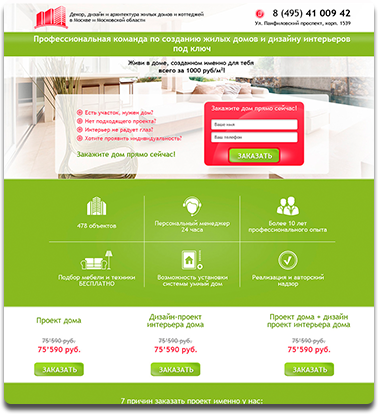 Декор, дизайн и архитектура жилых домов и коттеджей
в Москве и Московской области
8 (495) 41 009 42
Ул. Панфиловский проспект, корп. 1539
Профессиональная команда по созданию жилых домов и дизайну интерьеров
под ключ
Живи в доме, созданном именно для тебя
всего за 1000 руб/м²!
Есть участок, нужен дом?
Нет подходящего проекта?
Интерьер не радует глаз?
Хотите проявить индивидуальность?
Закажите дом прямо сейчас!
Закажите дом прямо сейчас!
Ваше имя
Ваш телефон
ЗАКАЗАТЬ
478 объектов
Персональный менеджер
24 часа
Более 10 лет
профессионального опыта
Подбор мебели и техники
БЕСПЛАТНО
Возможность установки
системы умный дом
Реализация и авторский
надзор
Проект дома
75*590 руб.
75*590 руб.
ЗАКАЗАТЬ
Дизайн-проект
интерьера дома
75*590 руб.
75*590 руб.
ЗАКАЗАТЬ
Проект дома + дизайн
проект интерьера дома
75*590 руб.
75*590 руб.
ЗАКАЗАТЬ
7 причин заказать проект именно у нас: